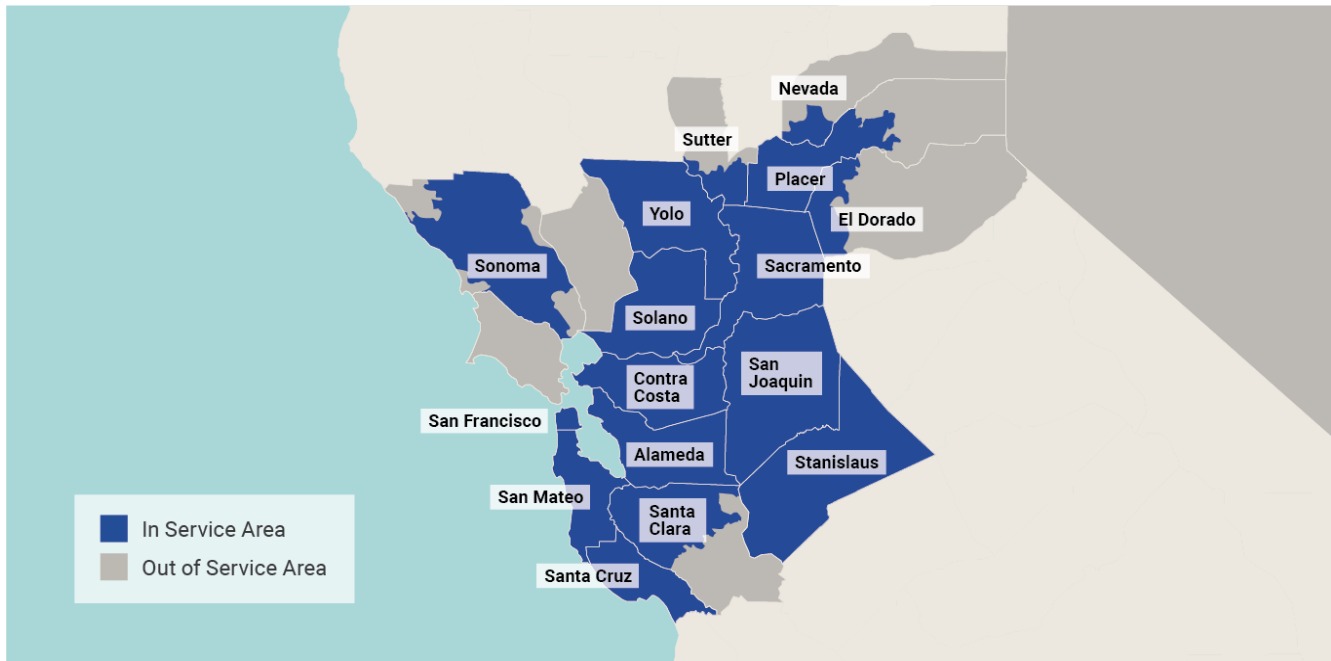 Nevada
Sutter
Placer
Yolo
El Dorado
Sonoma
Sacramento
Solano
San
Joaquin
Contra
Costa
San Francisco
Alameda
Stanislaus
San Mateo
Santa
Clara
Santa Cruz
In Service Area
Out of Service Area